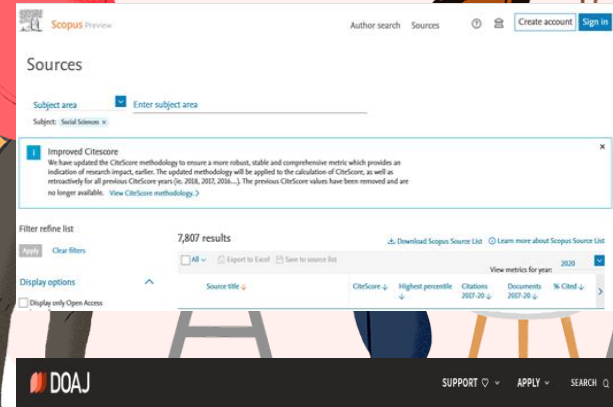 Scopus Preview
Author search Sources Create account Sign in
Sources
Subject area Enter subject area
Subject: Social Sciences ×
i Improved Citescore ×
We have updated the CiteScore methodology to ensure a more robust, stable and comprehensive metric which provides an
indication of research impact, earlier. The updated methodology will be applied to the calculation of CiteScore, as well as
retroactively for all previous CiteScore years (ie. 2018, 2017, 2016...). The previous CiteScore values have been removed and are
no longer available. View CiteScore methodology. >
Filter refine list
Apply Clear filters
7,807 results
Download Scopus Source List Learn more about Scopus Source List
All Export to Excel Save to source list
View metrics for year: 2020
Display options
Display only Open Access
Source title CiteScore Highest percentile Citations 2017-20 Documents 2017-20 % Cited >
DOAJ
SUPPORT APPLY SEARCH